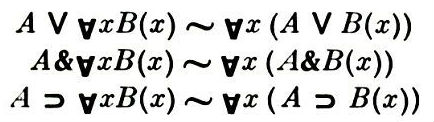 A ∨ ∀xB(x) ~ ∀x (A ∨ B(x))
A&∀xB(x) ~ ∀x (A&B(x))
A ⊃ ∀xB(x) ~ ∀x (A ⊃ B(x))